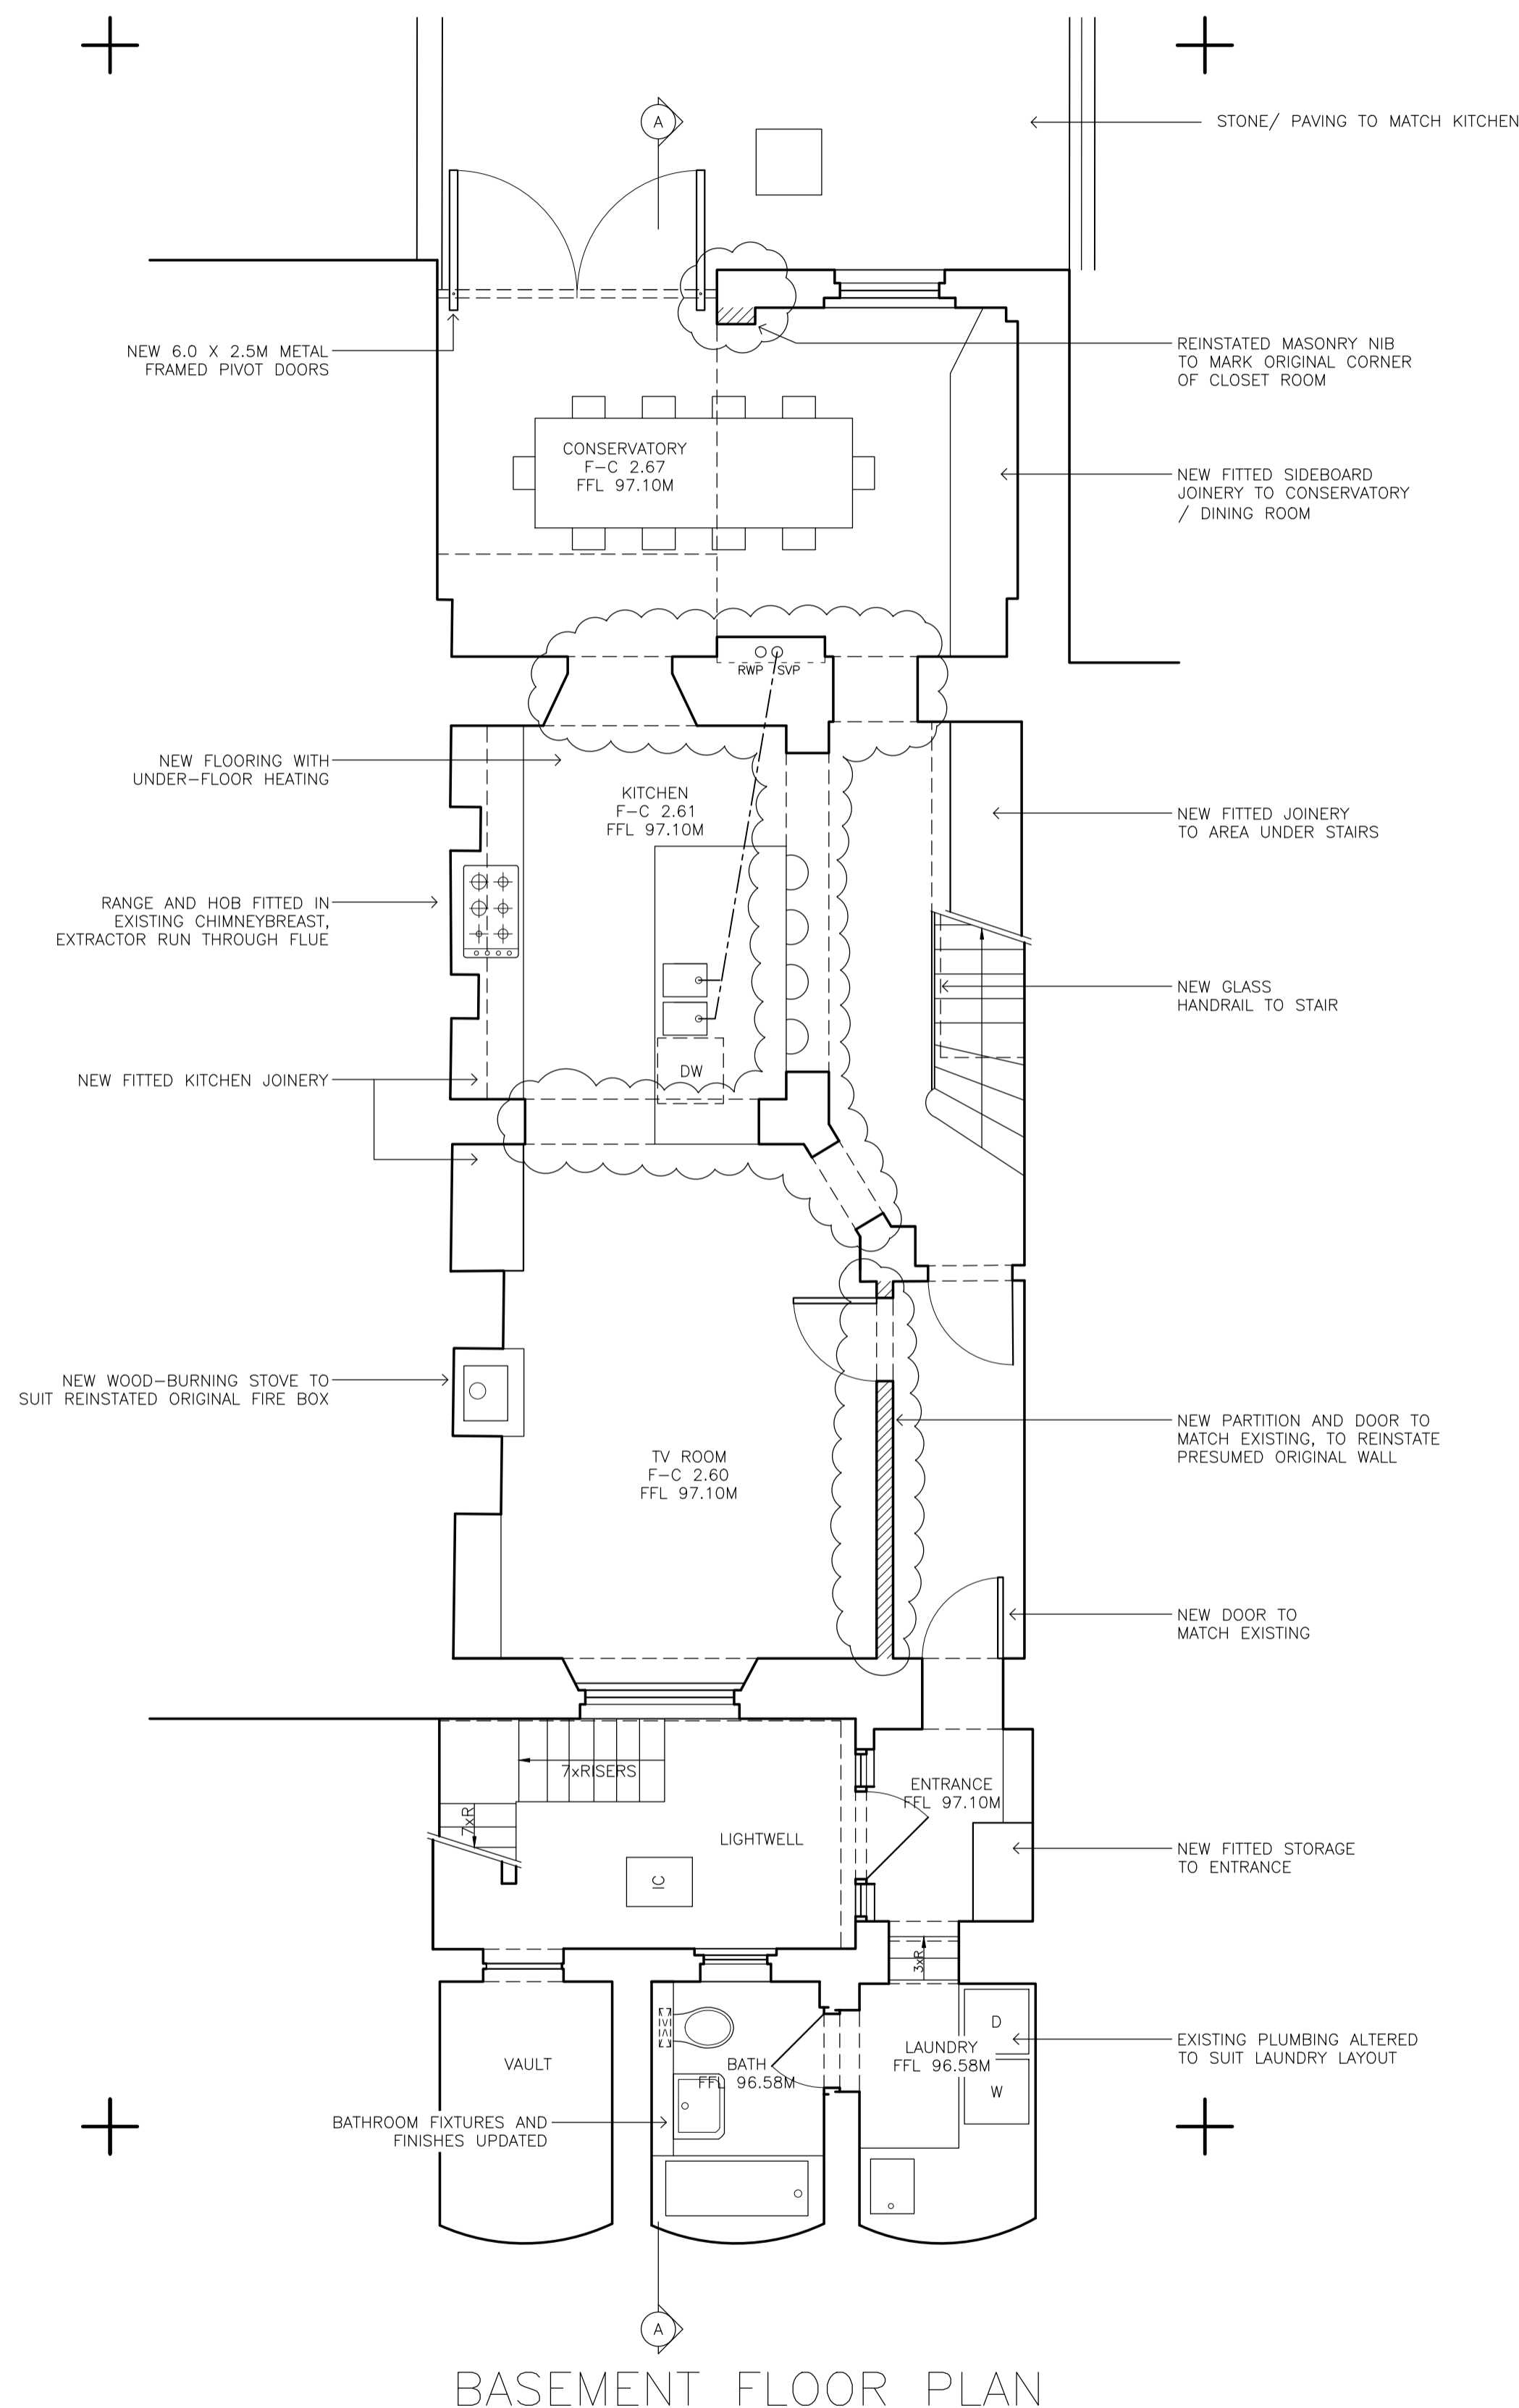 A
STONE/ PAVING TO MATCH KITCHEN
NEW 6.0 X 2.5M METAL
FRAMED PIVOT DOORS
REINSTATED MASONRY NIB
TO MARK ORIGINAL CORNER
OF CLOSET ROOM
CONSERVATORY
F-C 2.67
FFL 97.10M
NEW FITTED SIDEBOARD
JOINERY TO CONSERVATORY
/ DINING ROOM
RWP SVP
NEW FLOORING WITH
UNDER-FLOOR HEATING
KITCHEN
F-C 2.61
FFL 97.10M
NEW FITTED JOINERY
TO AREA UNDER STAIRS
RANGE AND HOB FITTED IN
EXISTING CHIMNEYBREAST,
EXTRACTOR RUN THROUGH FLUE
NEW GLASS
HANDRAIL TO STAIR
DW
NEW FITTED KITCHEN JOINERY
NEW WOOD-BURNING STOVE TO
SUIT REINSTATED ORIGINAL FIRE BOX
NEW PARTITION AND DOOR TO
MATCH EXISTING, TO REINSTATE
PRESUMED ORIGINAL WALL
TV ROOM
F-C 2.60
FFL 97.10M
NEW DOOR TO
MATCH EXISTING
7xRISERS
7xR
ENTRANCE
FFL 97.10M
LIGHTWELL
NEW FITTED STORAGE
TO ENTRANCE
IC
3xR
D
VAULT
BATH
FFL 96.58M
LAUNDRY
FFL 96.58M
EXISTING PLUMBING ALTERED
TO SUIT LAUNDRY LAYOUT
W
BATHROOM FIXTURES AND
FINISHES UPDATED
A
BASEMENT FLOOR PLAN